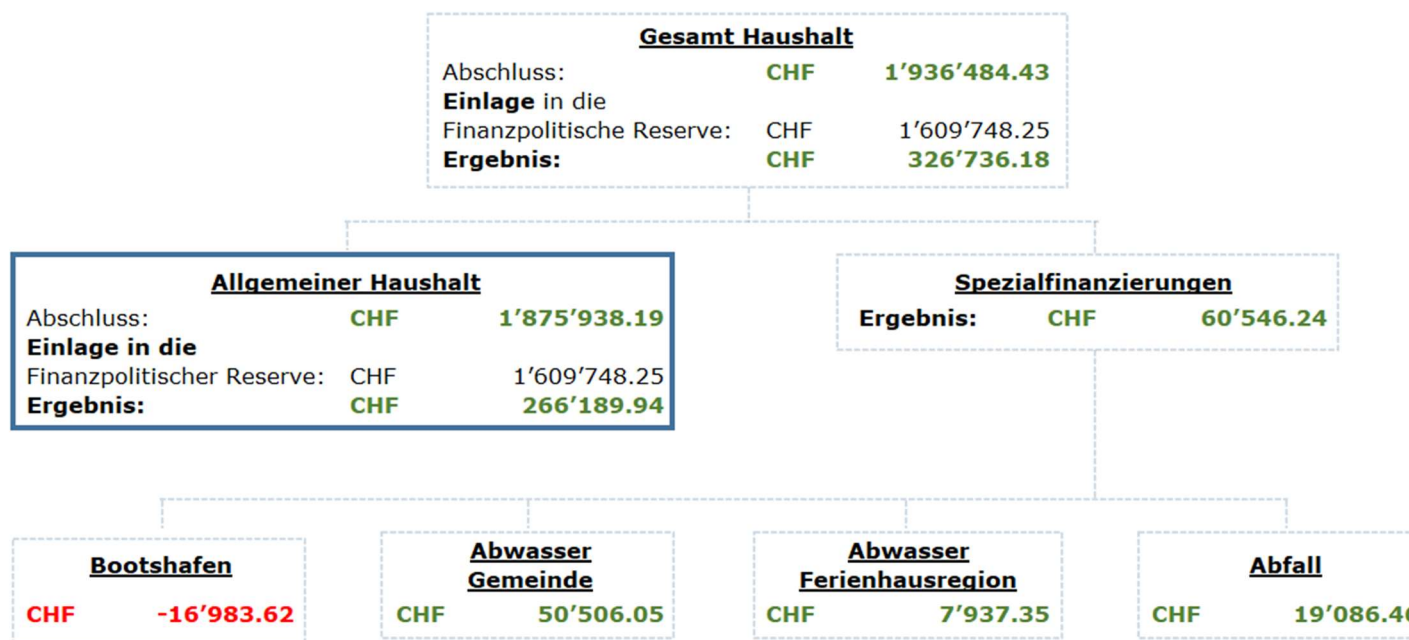 Gesamt Haushalt
Abschluss: CHF 1’936’484.43
Einlage in die
Finanzpolitische Reserve: CHF 1’609’748.25
Ergebnis: CHF 326’736.18
Allgemeiner Haushalt
Abschluss: CHF 1’875’938.19
Einlage in die
Finanzpolitischer Reserve: CHF 1’609’748.25
Ergebnis: CHF 266’189.94
Spezialfinanzierungen
Ergebnis: CHF 60’546.24
Bootshafen
CHF -16’983.62
Abwasser
Gemeinde
CHF 50’506.05
Abwasser
Ferienhausregion
CHF 7’937.35
Abfall
CHF 19’086.46